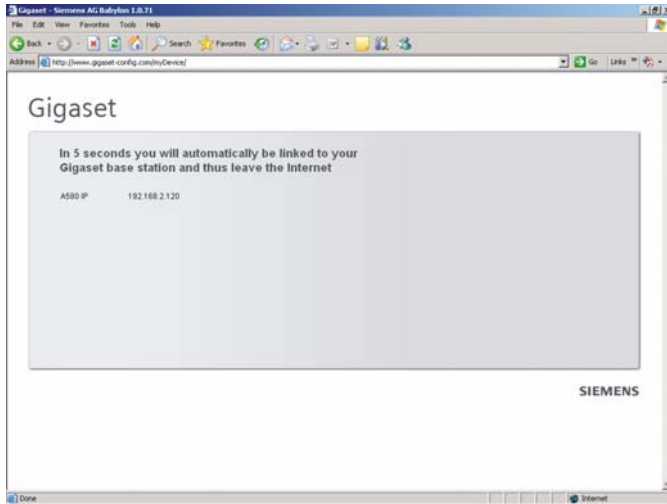 Gigaset - Siemens AG Babylon 1.0.71
File Edit View Favorites Tools Help
Back Search Favorites
Address http://www.gigaset-config.com/myDevice/ Go Links
Gigaset
In 5 seconds you will automatically be linked to your
Gigaset base station and thus leave the Internet
A580 IP 192.168.2.120
SIEMENS
Done Internet